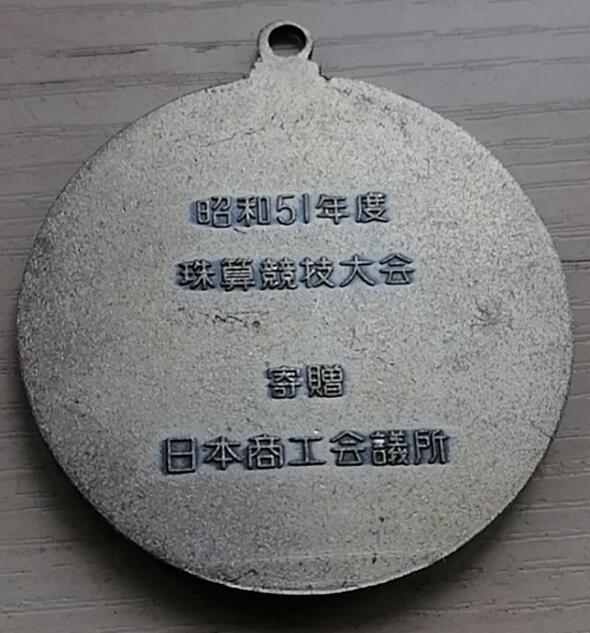 昭和51年度
珠算競技大会
寄贈
日本商工会議所